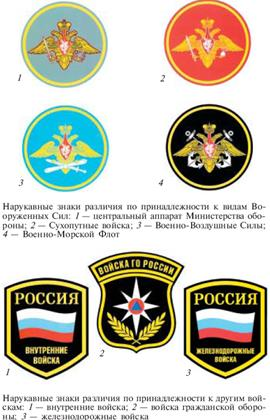 1
2
3
4
Нарукавные знаки различия по принадлежности к видам Во-
оруженных Сил: 1 — центральный аппарат Министерства обо-
роны; 2 — Сухопутные войска; 3 — Военно-Воздушные Силы;
4 — Военно-Морской Флот
ВОЙСКА ГО РОССИИ
РОССИЯ
ВНУТРЕННИЕ
ВОЙСКА
РОССИЯ
ЖЕЛЕЗНОДОРОЖНЫЕ
ВОЙСКА
1
2
3
Нарукавные знаки различия по принадлежности к другим вой-
скам: 1 — внутренние войска; 2 — войска гражданской оборо-
ны; 3 — железнодорожные войска